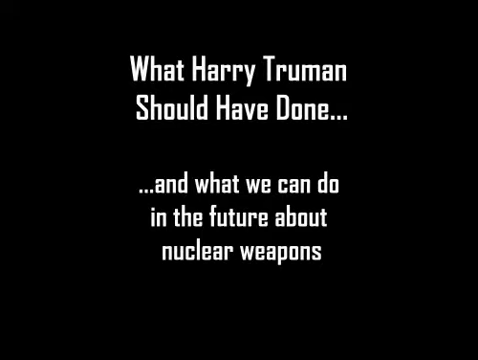 What Harry Truman
Should Have Done...
...and what we can do
in the future about
nuclear weapons